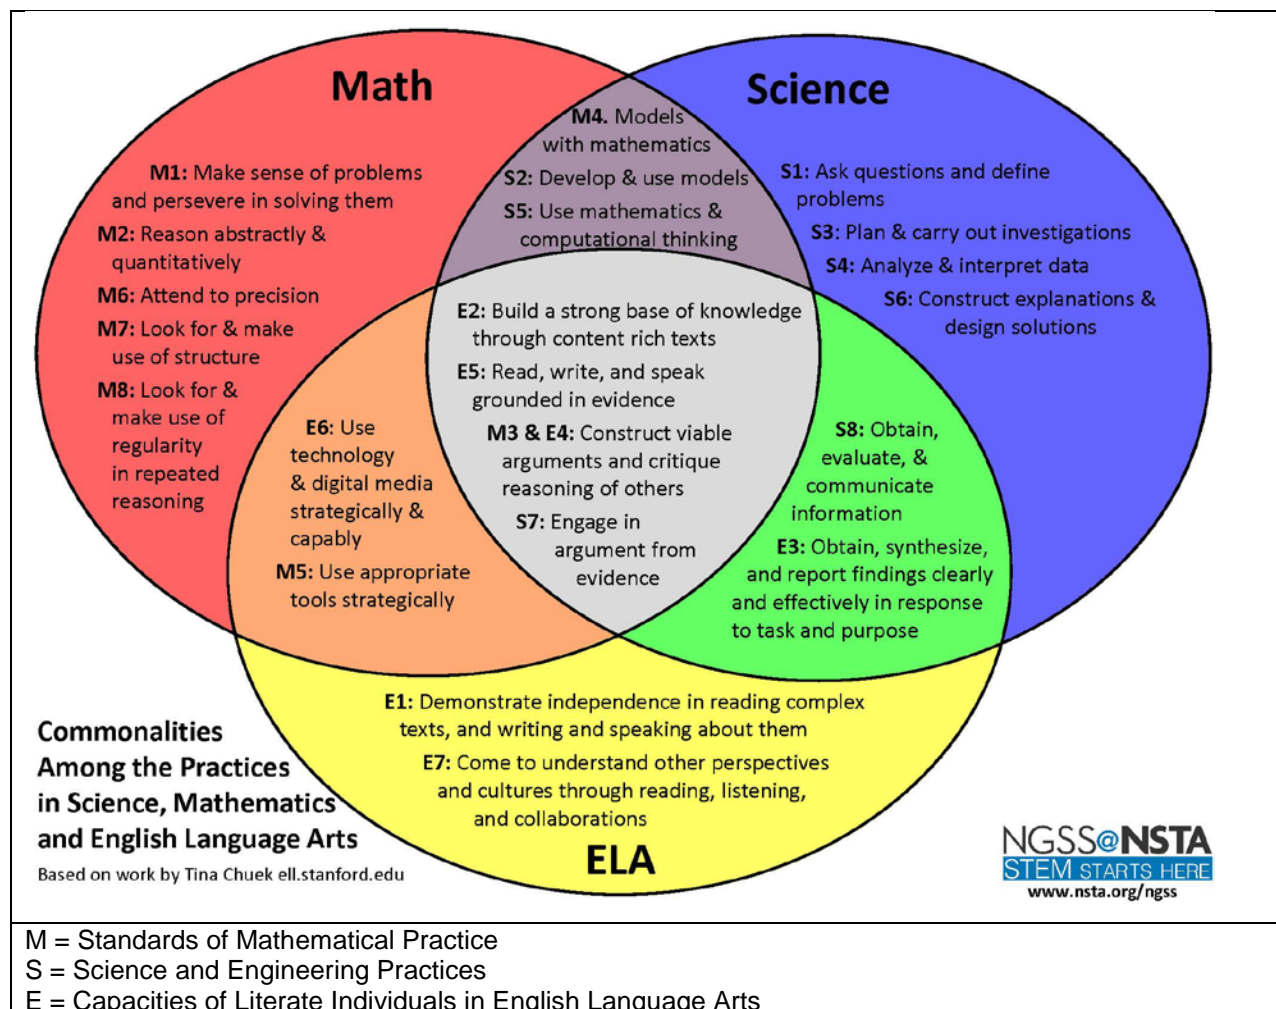 Math
M1: Make sense of problems
and persevere in solving them
M2: Reason abstractly &
quantitatively
M6: Attend to precision
M7: Look for & make
use of structure
M8: Look for &
make use of
regularity
in repeated
reasoning
M4. Models
with mathematics
S2: Develop & use models
S5: Use mathematics &
computational thinking
Science
S1: Ask questions and define
problems
S3: Plan & carry out investigations
S4: Analyze & interpret data
S6: Construct explanations &
design solutions
E2: Build a strong base of knowledge
through content rich texts
E5: Read, write, and speak
grounded in evidence
M3 & E4: Construct viable
arguments and critique
reasoning of others
S7: Engage in
argument from
evidence
E6: Use
technology
& digital media
strategically &
capably
M5: Use appropriate
tools strategically
S8: Obtain,
evaluate, &
communicate
information
E3: Obtain, synthesize,
and report findings clearly
and effectively in response
to task and purpose
E1: Demonstrate independence in reading complex
texts, and writing and speaking about them
E7: Come to understand other perspectives
and cultures through reading, listening,
and collaborations
ELA
Commonalities
Among the Practices
in Science, Mathematics
and English Language Arts
Based on work by Tina Chuek ell.stanford.edu
NGSS@NSTA
STEM STARTS HERE
www.nsta.org/ngss
M = Standards of Mathematical Practice
S = Science and Engineering Practices
E = Capacities of Literate Individuals in English Language Arts